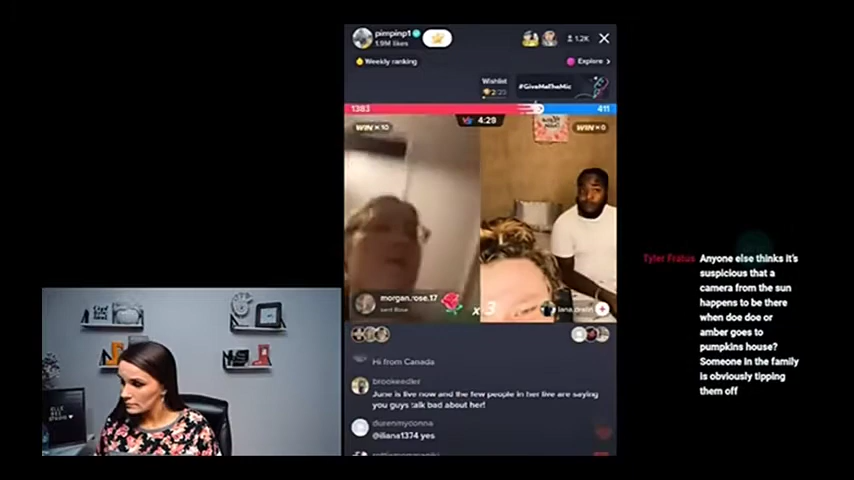 pimpinp1
1.9M likes
1.2K
Weekly ranking
Explore
Wishlist
2/23
#GiveMeTheMic
1383
411
4:29
WIN × 10
WIN × 0
morgan.rose.17
sent Rose
x 3
Hi from Canada
brookeedler
June is live now and the few people in her live are saying
you guys talk bad about her!
@iliana1374 yes
Tyler Fratus
Anyone else thinks it's
suspicious that a
camera from the sun
happens to be there
when doe doe or
amber goes to
pumpkins house?
Someone in the family
is obviously tipping
them off